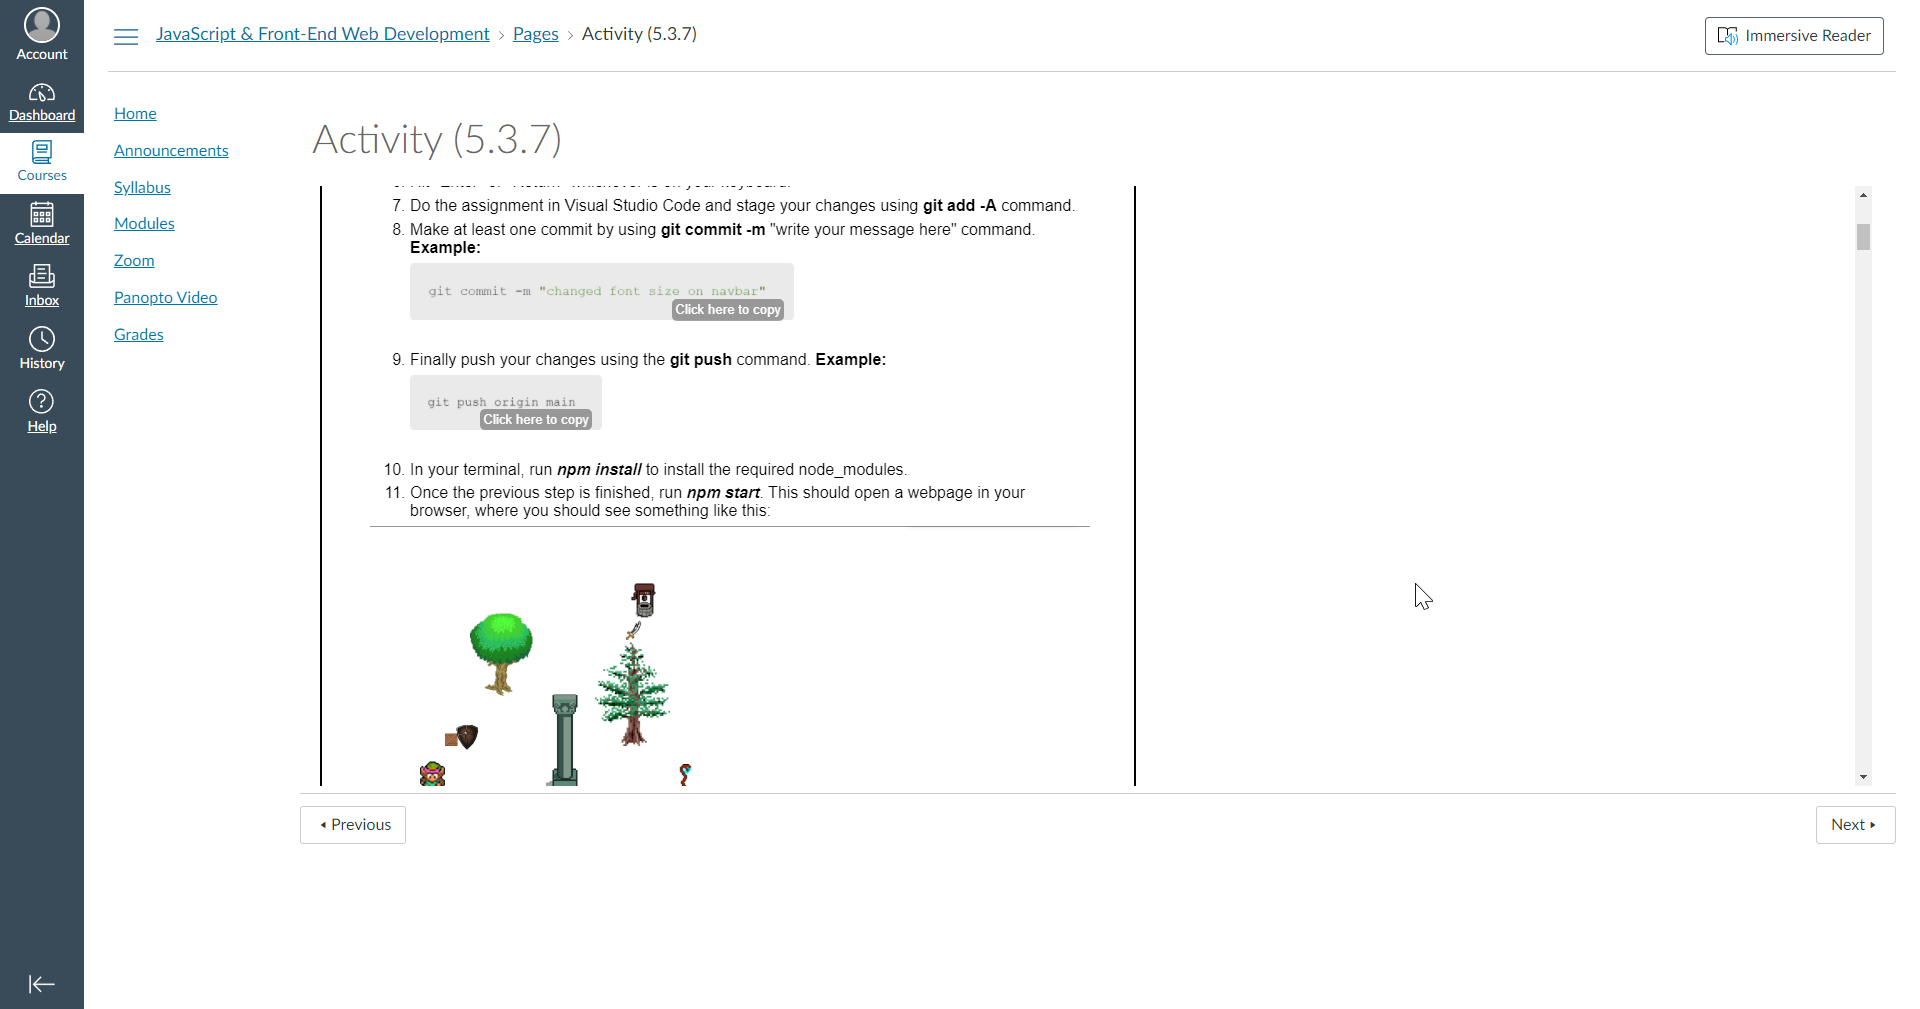 Account
Dashboard
Courses
Calendar
Inbox
History
Help
JavaScript & Front-End Web Development › Pages › Activity (5.3.7)
Immersive Reader
Home
Announcements
Syllabus
Modules
Zoom
Panopto Video
Grades
Activity (5.3.7)
7. Do the assignment in Visual Studio Code and stage your changes using git add -A command.
8. Make at least one commit by using git commit -m "write your message here" command.
Example:
git commit -m "changed font size on navbar"
Click here to copy
9. Finally push your changes using the git push command. Example:
git push origin main
Click here to copy
10. In your terminal, run npm install to install the required node_modules.
11. Once the previous step is finished, run npm start. This should open a webpage in your
browser, where you should see something like this:
Previous
Next